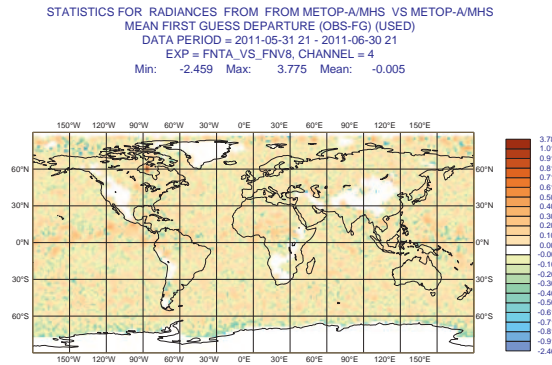 STATISTICS FOR RADIANCES FROM FROM METOP-A/MHS VS METOP-A/MHS
MEAN FIRST GUESS DEPARTURE (OBS-FG) (USED)
DATA PERIOD = 2011-05-31 21 - 2011-06-30 21
EXP = FNTA_VS_FNV8, CHANNEL = 4
Min: -2.459 Max: 3.775 Mean: -0.005
150°W 120°W 90°W 60°W 30°W 0°E 30°E 60°E 90°E 120°E 150°E
60°N 60°N
30°N 30°N
0°N 0°N
30°S 30°S
60°S 60°S
150°W 120°W 90°W 60°W 30°W 0°E 30°E 60°E 90°E 120°E 150°E